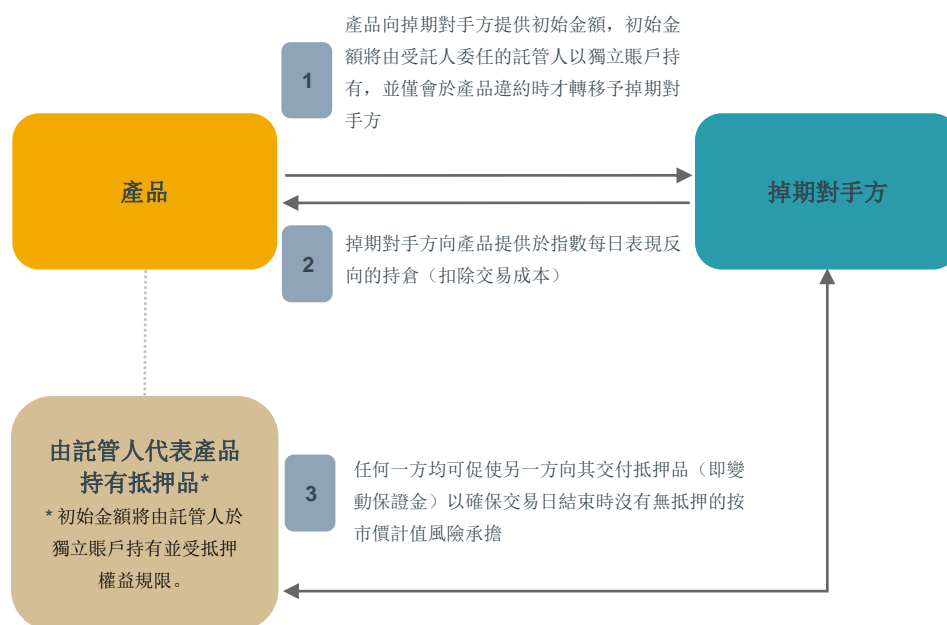 產品向掉期對手方提供初始金額，初始金
額將由受託人委任的託管人以獨立賬戶持
有，並僅會於產品違約時才轉移予掉期對
手方
1
產品
掉期對手方
2
掉期對手方向產品提供於指數每日表現反
向的持倉（扣除交易成本）
由託管人代表產品
持有抵押品*
* 初始金額將由託管人於
獨立賬戶持有並受抵押
權益規限。
3
任何一方均可促使另一方向其交付抵押品（即變
動保證金）以確保交易日結束時沒有無抵押的按
市價計值風險承擔